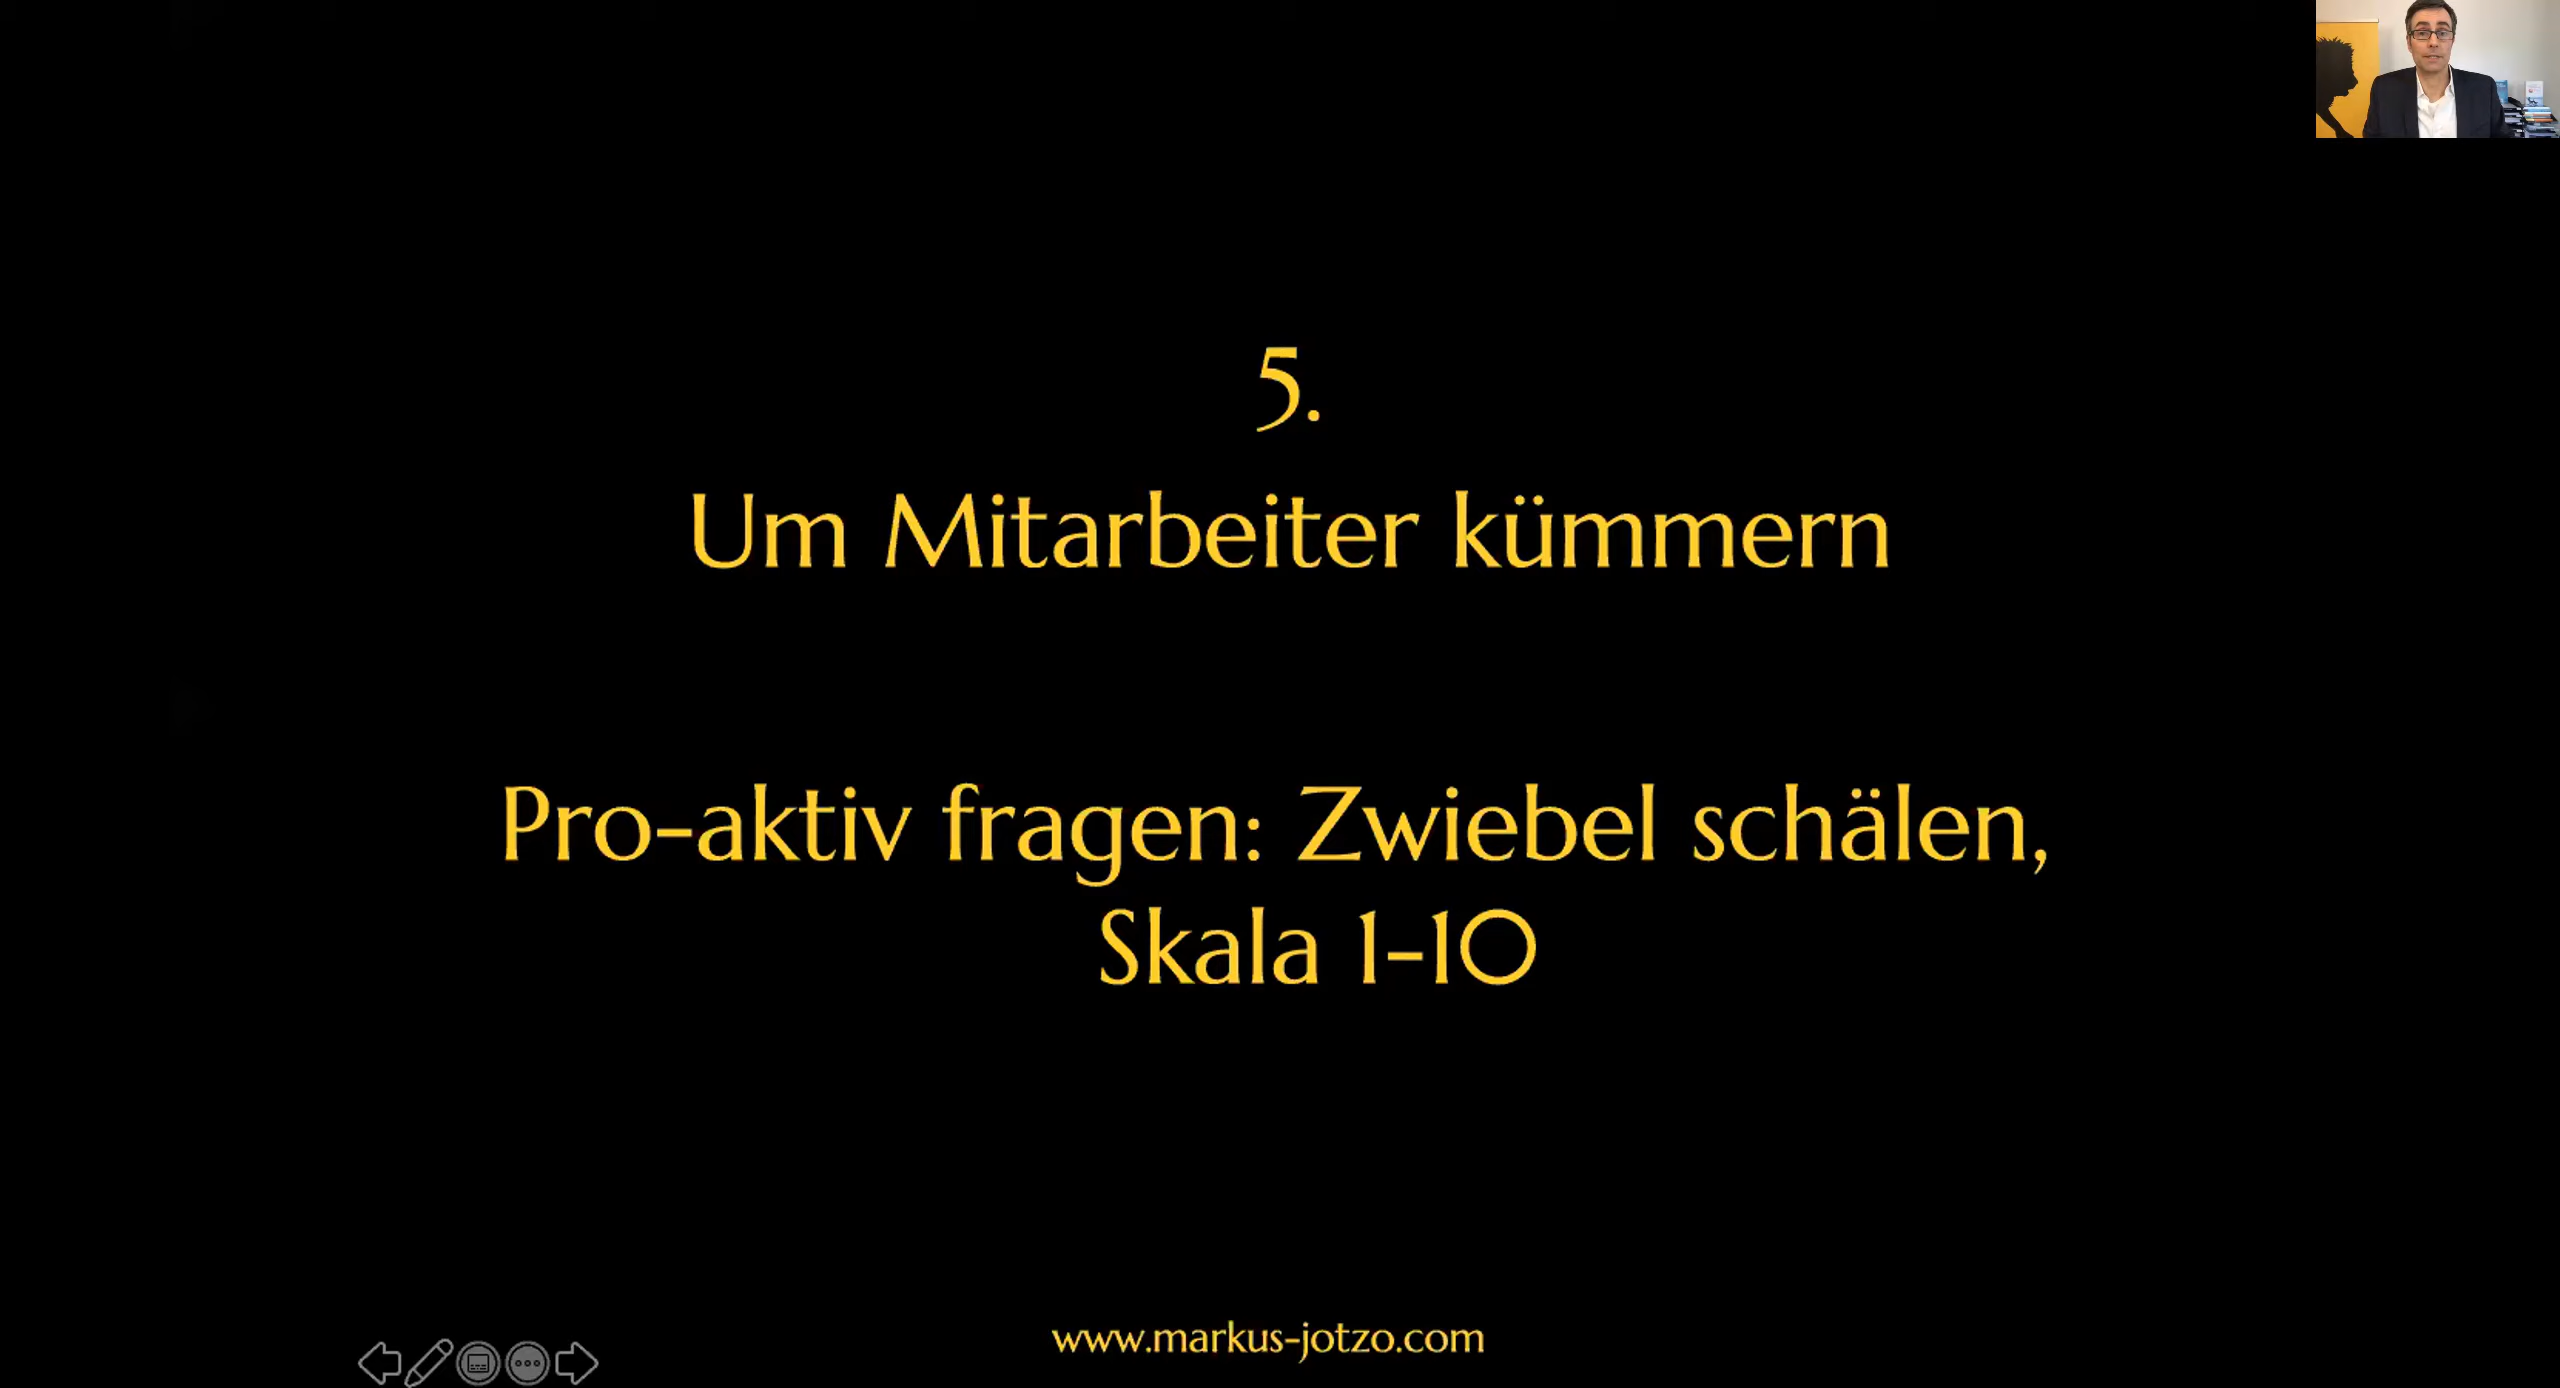 5.
Um Mitarbeiter kümmern
Pro-aktiv fragen: Zwiebel schälen,
Skala 1-10
www.markus-jotzo.com